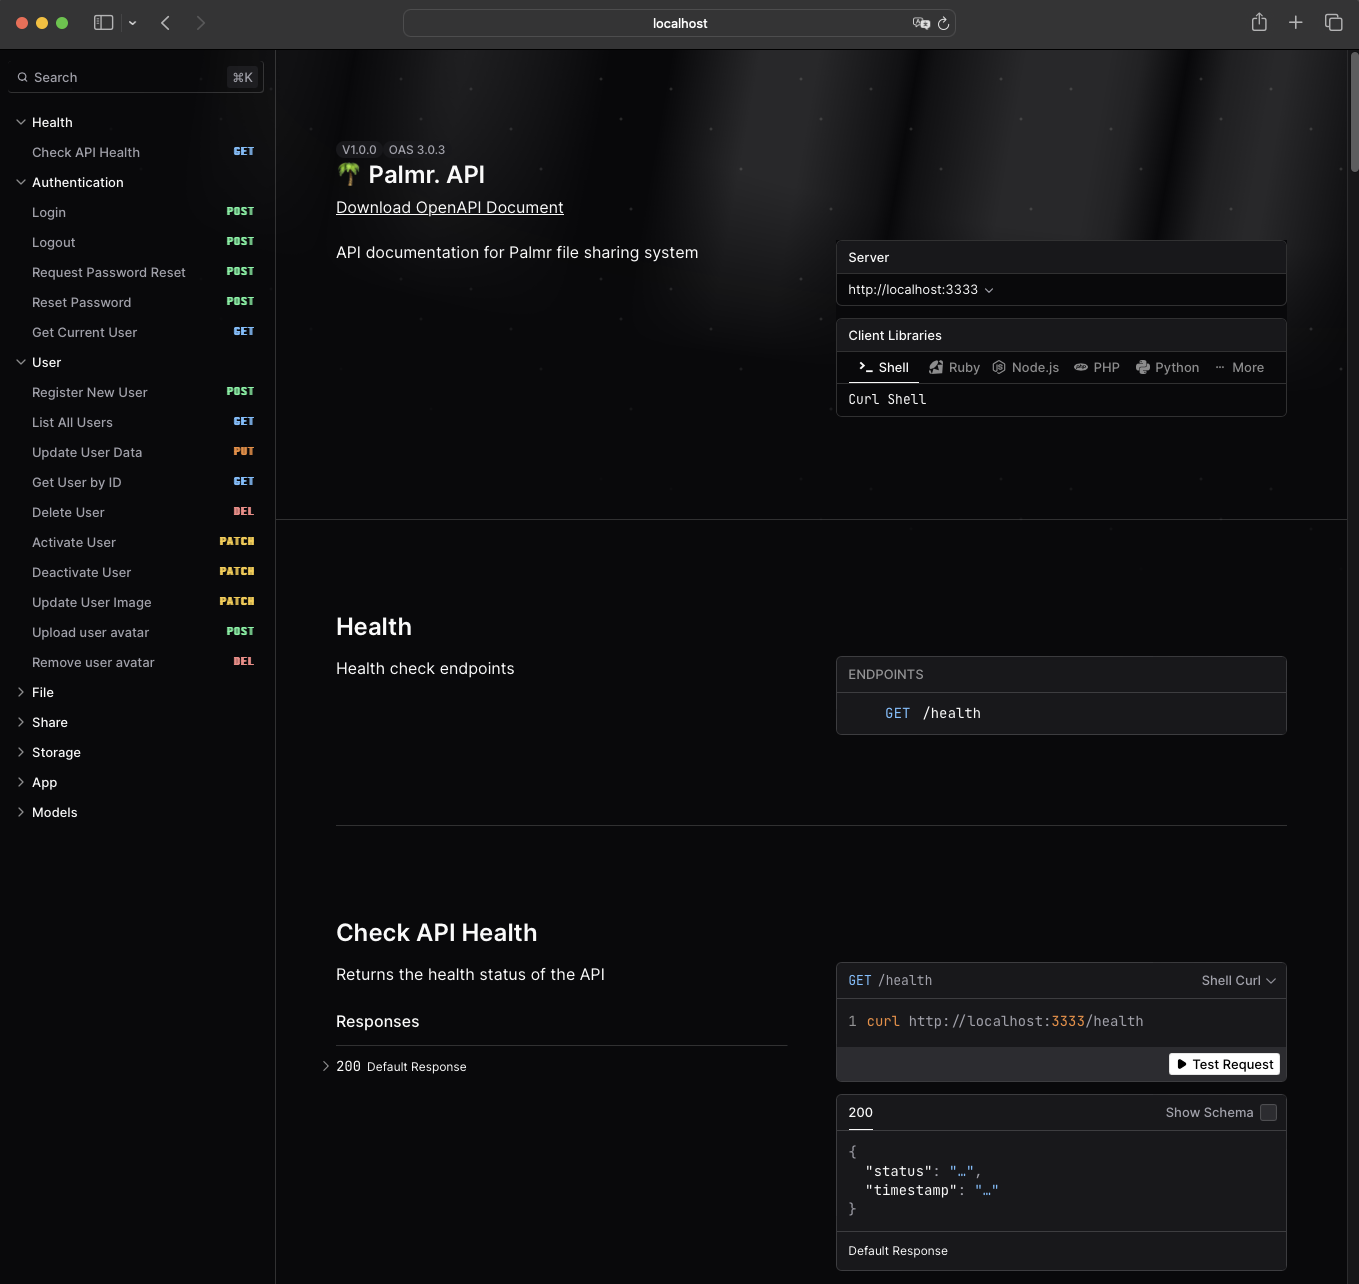 localhost
Search
⌘K
Health
Check API Health GET
Authentication
Login POST
Logout POST
Request Password Reset POST
Reset Password POST
Get Current User GET
User
Register New User POST
List All Users GET
Update User Data PUT
Get User by ID GET
Delete User DEL
Activate User PATCH
Deactivate User PATCH
Update User Image PATCH
Upload user avatar POST
Remove user avatar DEL
File
Share
Storage
App
Models
V1.0.0 OAS 3.0.3
🌴 Palmr. API
Download OpenAPI Document
API documentation for Palmr file sharing system
Server
http://localhost:3333
Client Libraries
Shell Ruby Node.js PHP Python ··· More
Curl Shell
Health
Health check endpoints
ENDPOINTS
GET /health
Check API Health
Returns the health status of the API
Responses
200 Default Response
GET /health Shell Curl
1 curl http://localhost:3333/health
Test Request
200 Show Schema
{
"status": "…",
"timestamp": "…"
}
Default Response